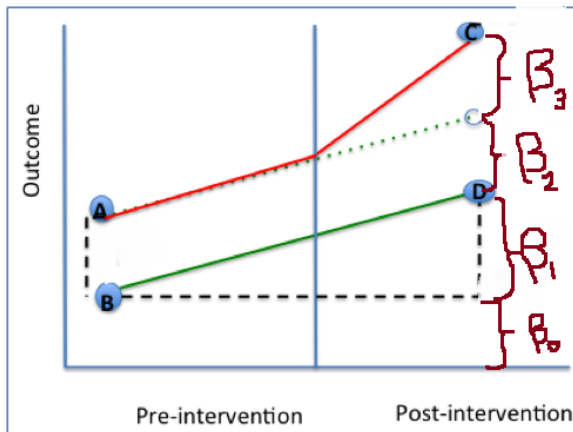 C
β3
Outcome
β2
A
D
β1
B
β0
Pre-intervention
Post-intervention